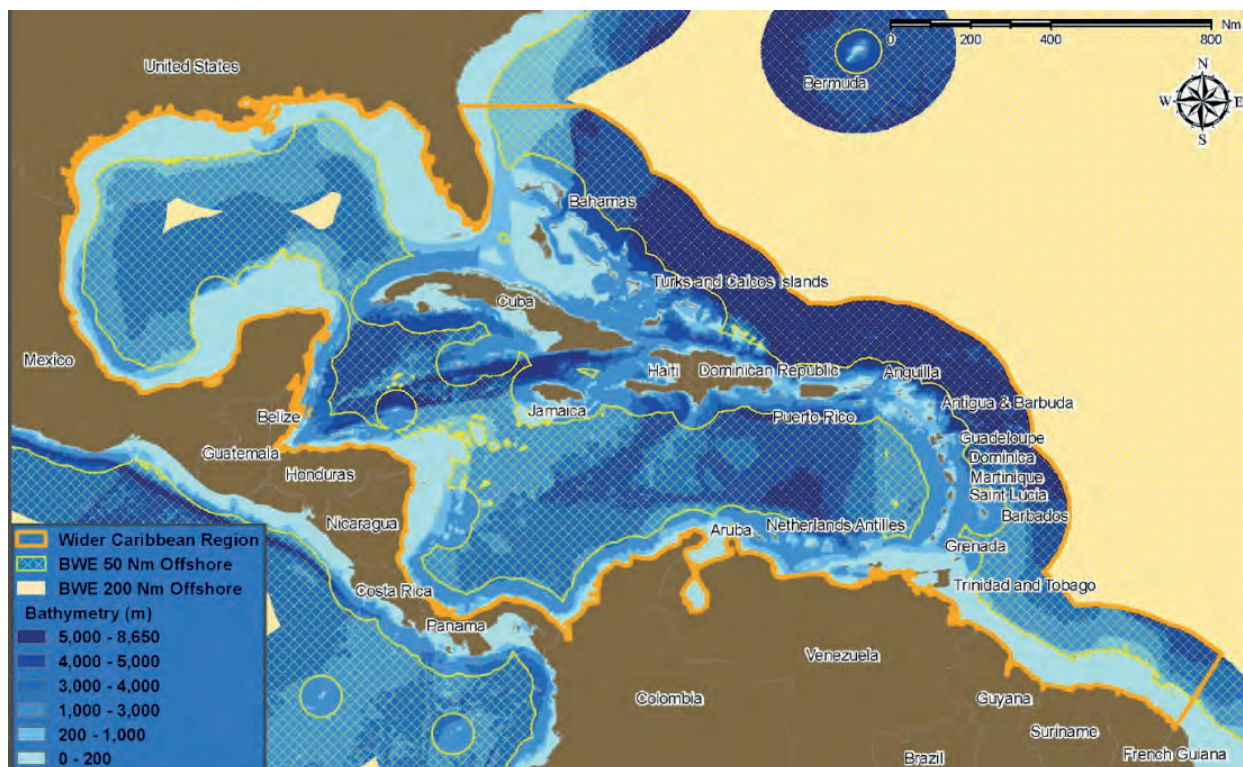 Nm
0 200 400 800
United States
Bermuda
N
W E
S
Bahamas
Turks and Caicos Islands
Cuba
Mexico
Haiti
Dominican Republic
Anguilla
Jamaica
Puerto Rico
Antigua & Barbuda
Belize
Guadeloupe
Guatemala
Dominica
Honduras
Martinique
Saint Lucia
Nicaragua
Barbados
Aruba
Netherlands Antilles
Grenada
Costa Rica
Trinidad and Tobago
Panama
Venezuela
Colombia
Guyana
Suriname
Brazil
French Guiana
Wider Caribbean Region
BWE 50 Nm Offshore
BWE 200 Nm Offshore
Bathymetry (m)
5,000 - 8,650
4,000 - 5,000
3,000 - 4,000
1,000 - 3,000
200 - 1,000
0 - 200